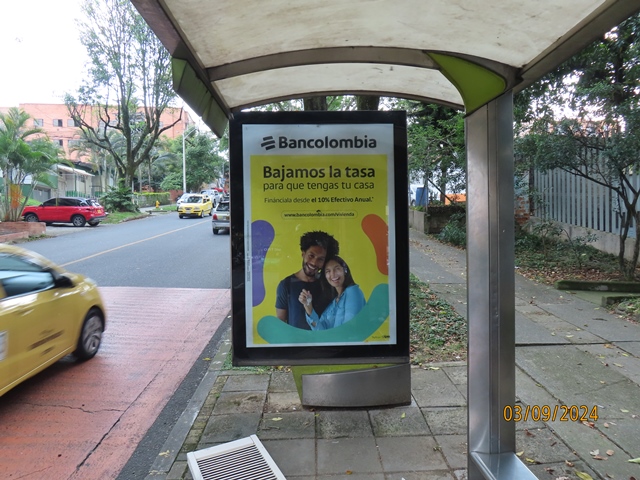 Bancolombia
Bajamos la tasa
para que tengas tu casa
Fináncialo desde el 10% Efectivo Anual.*
www.bancolombia.com/vivienda
03/09/2024